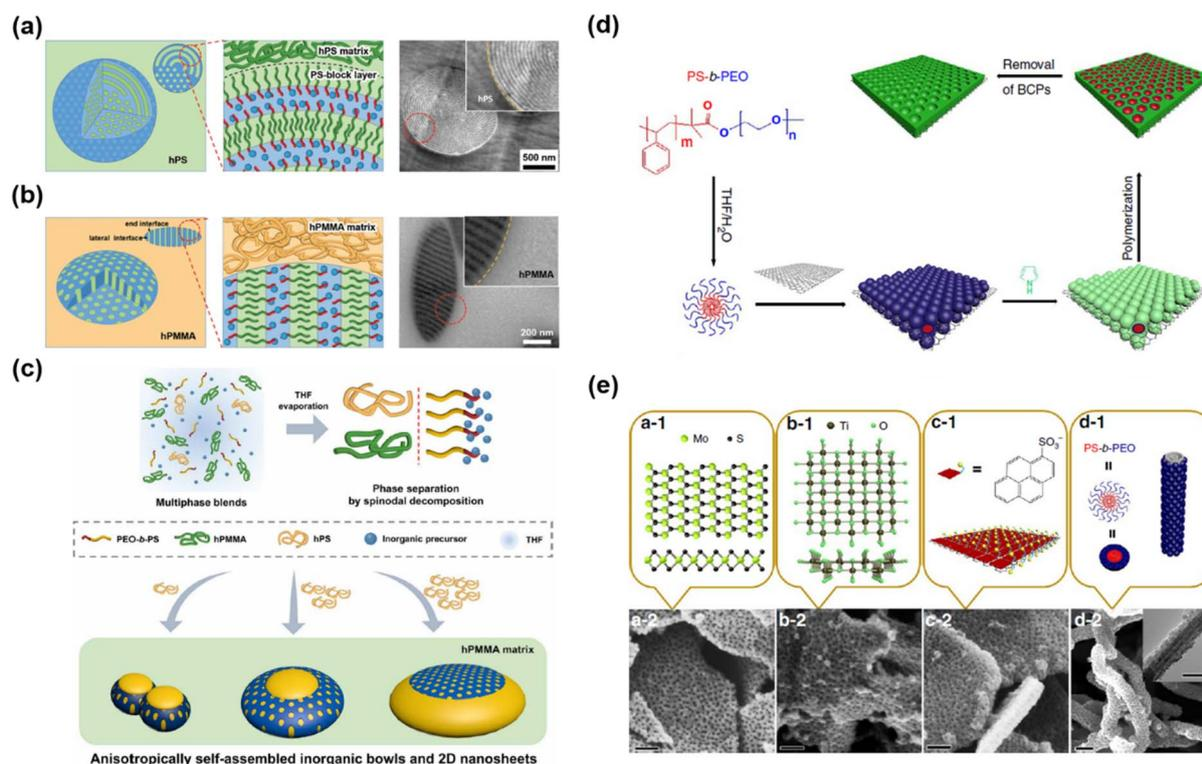 (a)
hPS
hPS matrix
PS-block layer
hPS
500 nm
(b)
end interface
lateral interface
hPMMA
hPMMA matrix
hPMMA
200 nm
(c)
THF
evaporation
Multiphase blends
Phase separation
by spinodal decomposition
PEO-b-PS
hPMMA
hPS
Inorganic precursor
THF
hPMMA matrix
Anisotropically self-assembled inorganic bowls and 2D nanosheets
(d)
PS-b-PEO
m
O
O
O
n
THF/H₂O
N
H
Polymerization
Removal
of BCPs
(e)
a-1
Mo
S
b-1
Ti
O
c-1
=
SO₃⁻
d-1
PS-b-PEO
=
=
a-2
b-2
c-2
d-2